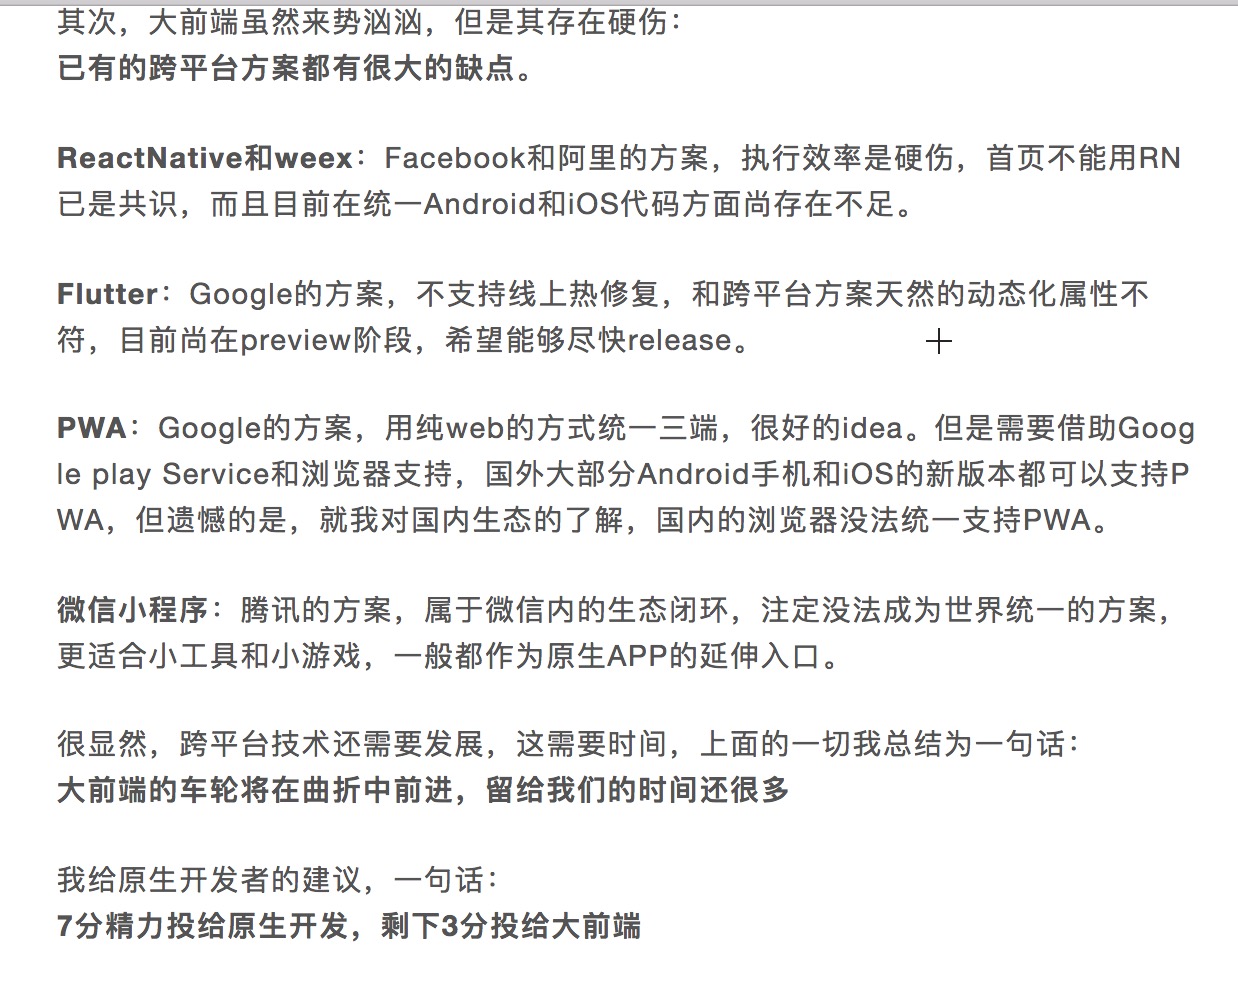 其次，大前端虽然来势汹汹，但是其存在硬伤：
已有的跨平台方案都有很大的缺点。
ReactNative和weex：Facebook和阿里的方案，执行效率是硬伤，首页不能用RN
已是共识，而且目前在统一Android和iOS代码方面尚存在不足。
Flutter：Google的方案，不支持线上热修复，和跨平台方案天然的动态化属性不
符，目前尚在preview阶段，希望能够尽快release。
PWA：Google的方案，用纯web的方式统一三端，很好的idea。但是需要借助Goog
le play Service和浏览器支持，国外大部分Android手机和iOS的新版本都可以支持P
WA，但遗憾的是，就我对国内生态的了解，国内的浏览器没法统一支持PWA。
微信小程序：腾讯的方案，属于微信内的生态闭环，注定没法成为世界统一的方案，
更适合小工具和小游戏，一般都作为原生APP的延伸入口。
很显然，跨平台技术还需要发展，这需要时间，上面的一切我总结为一句话：
大前端的车轮将在曲折中前进，留给我们的时间还很多
我给原生开发者的建议，一句话：
7分精力投给原生开发，剩下3分投给大前端